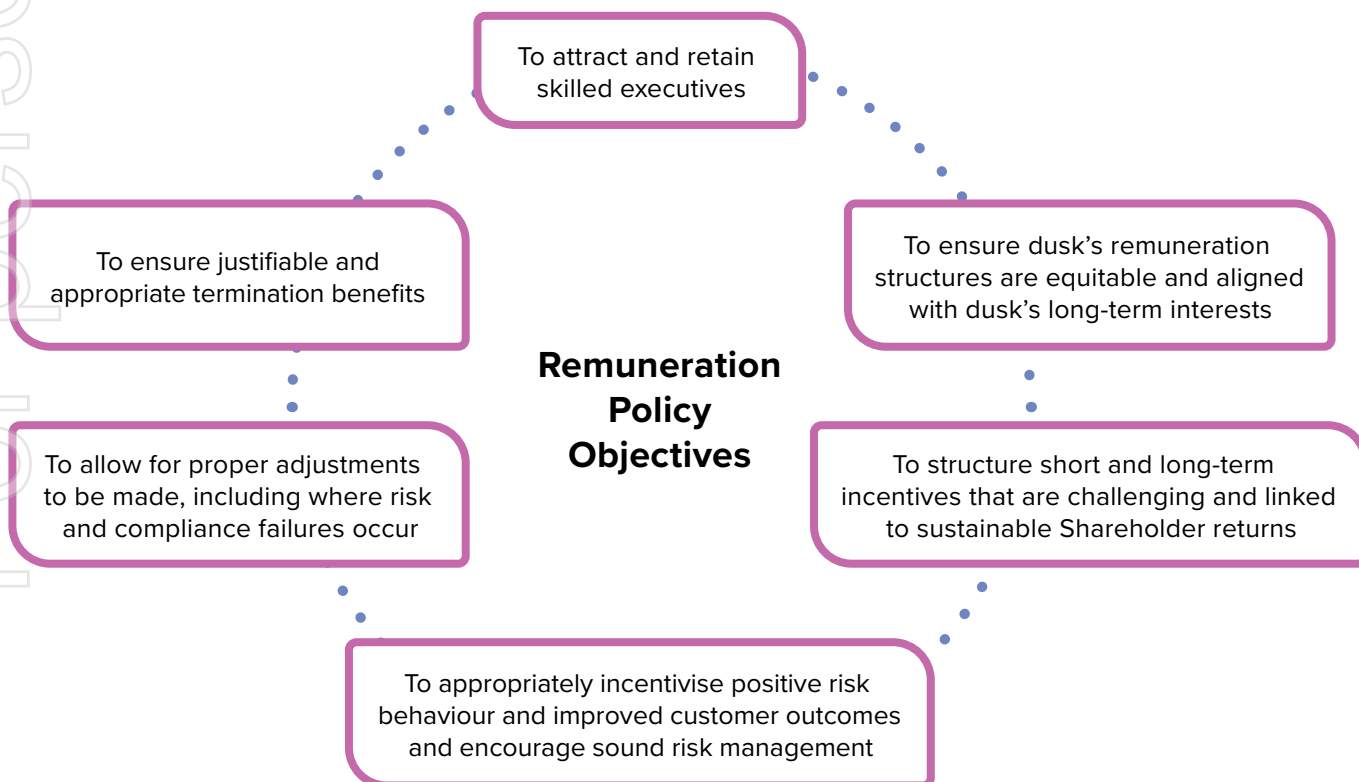 To attract and retain
skilled executives
To ensure dusk’s remuneration
structures are equitable and aligned
with dusk’s long-term interests
To structure short and long-term
incentives that are challenging and linked
to sustainable Shareholder returns
To appropriately incentivise positive risk
behaviour and improved customer outcomes
and encourage sound risk management
To allow for proper adjustments
to be made, including where risk
and compliance failures occur
To ensure justifiable and
appropriate termination benefits
Remuneration
Policy
Objectives